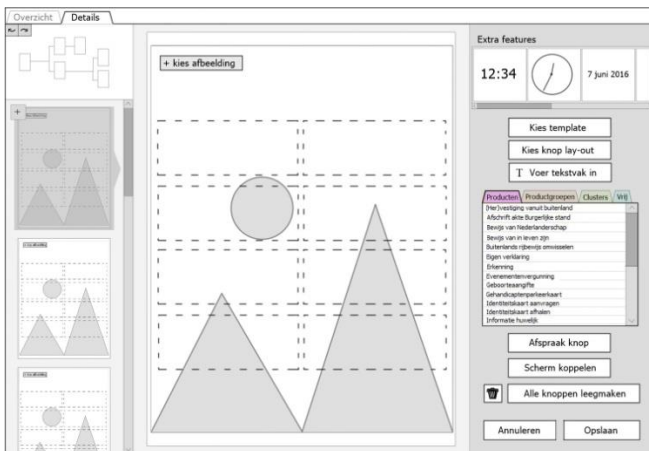 Overzicht
Details
+ kies afbeelding
Extra features
12:34
7 juni 2016
Kies template
Kies knop lay-out
T Voer tekstvak in
Producten
Productgroepen
Clusters
Vrij
(Her)vestiging vanuit buitenland
Afschrift akte Burgerlijke stand
Bewijs van Nederlanderschap
Bewijs van in leven zijn
Buitenlands rijbewijs omwisselen
Eigen verklaring
Erkenning
Evenementenvergunning
Geboorteaangifte
Gehandicaptenparkeerkaart
Identiteitskaart aanvragen
Identiteitskaart afhalen
Informatie huwelijk
Afspraak knop
Scherm koppelen
Alle knoppen leegmaken
Annuleren
Opslaan